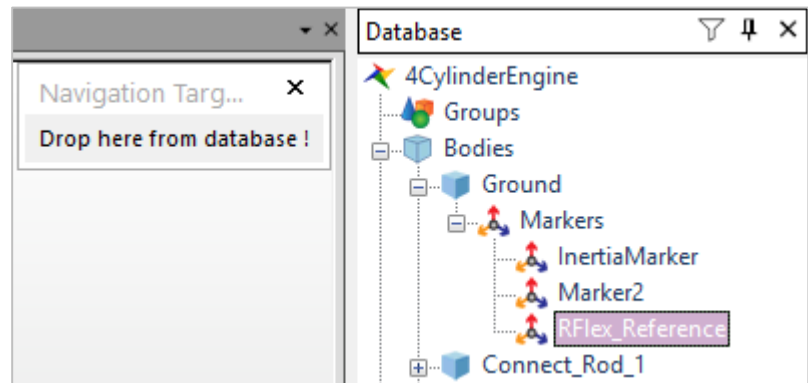 Navigation Targ...
Drop here from database !
Database
4CylinderEngine
Groups
Bodies
Ground
Markers
InertiaMarker
Marker2
RFlex_Reference
Connect_Rod_1